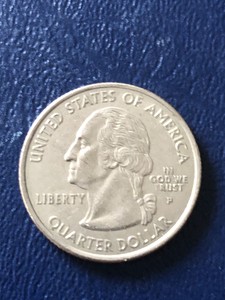 UNITED STATES OF AMERICA
LIBERTY
IN
GOD WE
TRUST
P
QUARTER DOLLAR